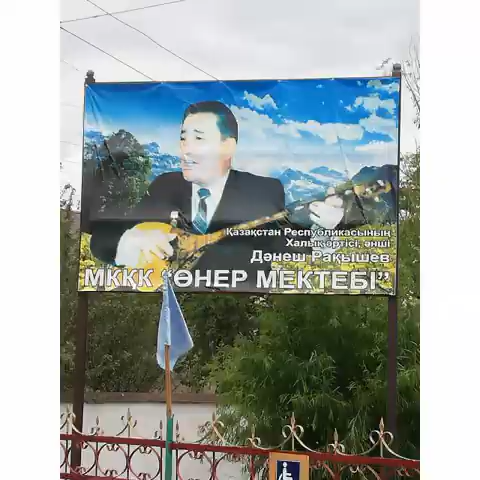 Қазақстан Республикасының
Халық әртісі, әнші
Дәнеш Рақышев
МКҚК "ӨНЕР МЕКТЕБІ"